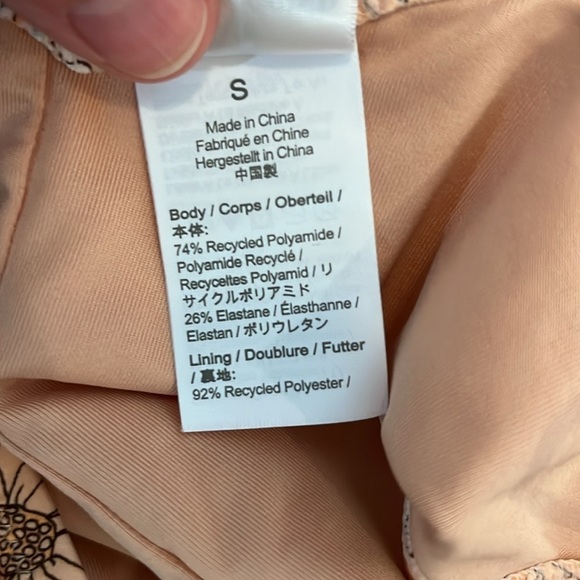 S
Made in China
Fabriqué en Chine
Hergestellt in China
中国製
Body / Corps / Oberteil /
本体:
74% Recycled Polyamide /
Polyamide Recyclé /
Recyceltes Polyamid / リ
サイクルポリアミド
26% Elastane / Élasthanne /
Elastan / ポリウレタン
Lining / Doublure / Futter
/ 裏地:
92% Recycled Polyester /